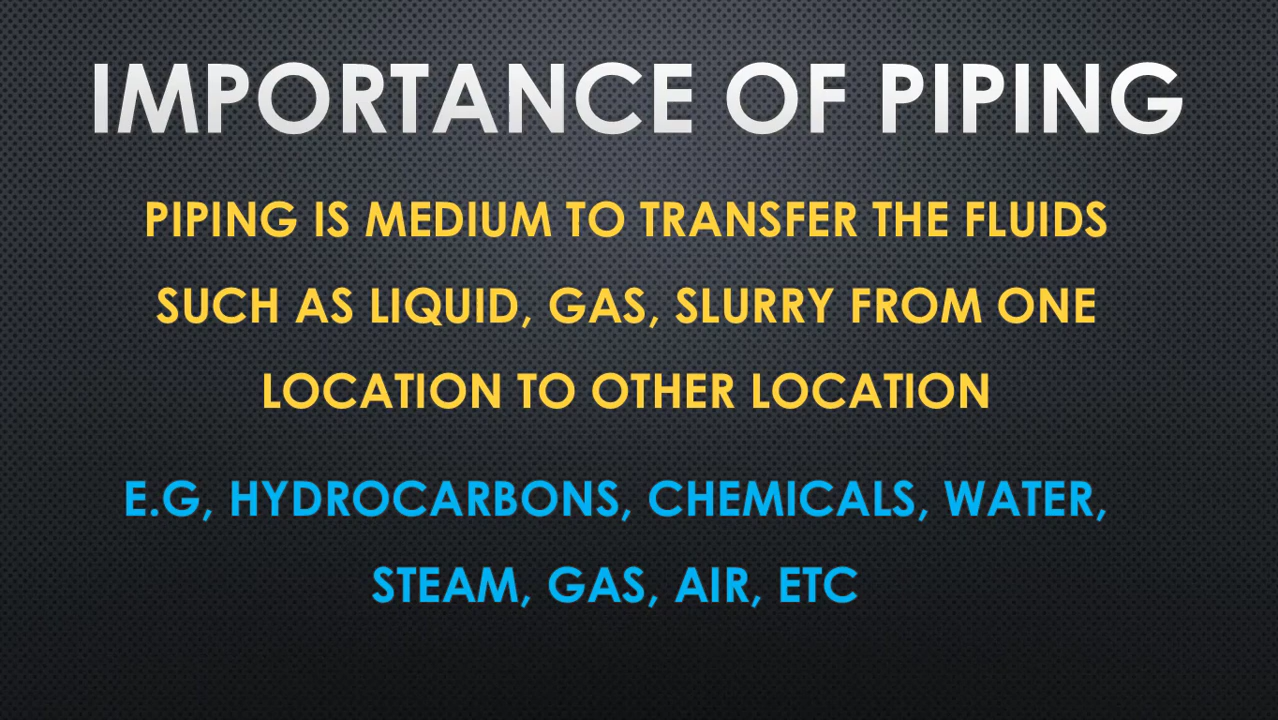 IMPORTANCE OF PIPING
PIPING IS MEDIUM TO TRANSFER THE FLUIDS
SUCH AS LIQUID, GAS, SLURRY FROM ONE
LOCATION TO OTHER LOCATION
E.G, HYDROCARBONS, CHEMICALS, WATER,
STEAM, GAS, AIR, ETC